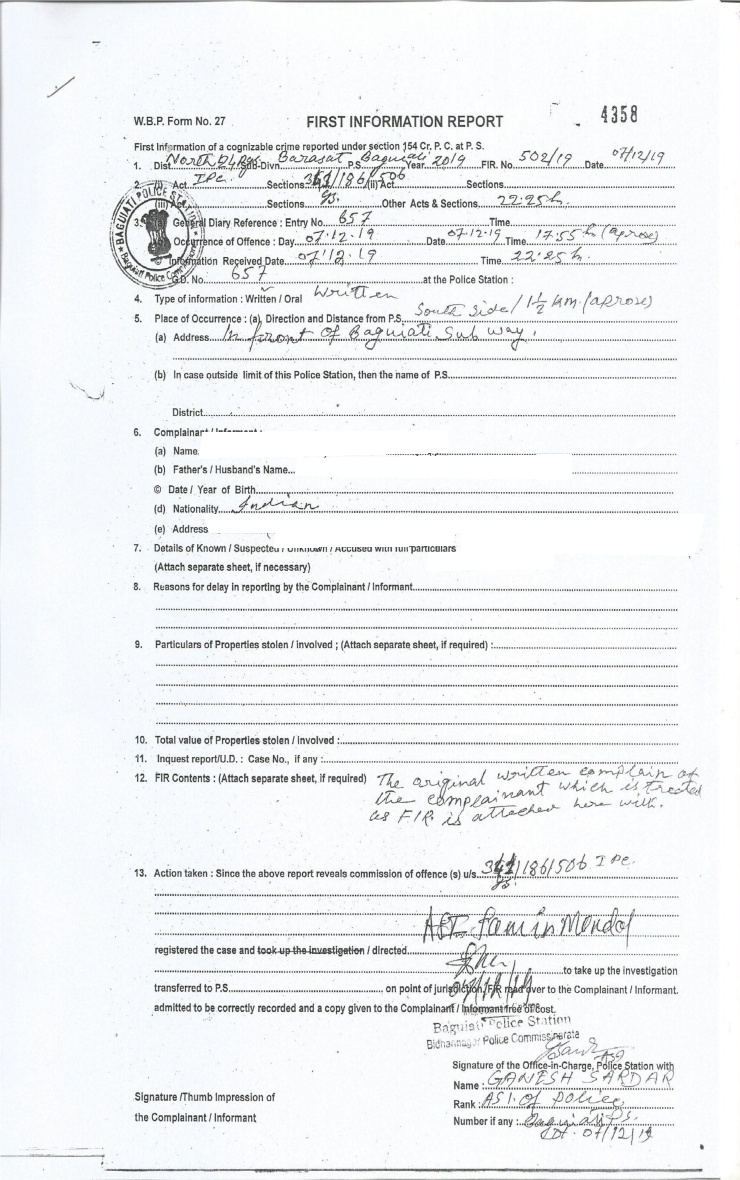 W.B.P. Form No. 27 FIRST INFORMATION REPORT 4358
First Information of a cognizable crime reported under section 154 Cr. P. C. at P. S.
1. Dist North 24 Pgs. Sub-Divn. Barasat P.S. Baguiati Year 2019 FIR. No. 502/19 Date 07/12/19
2. (i) Act IPC. Sections 341/186/506 (ii) Act Sections
(iii) Act Sections Other Acts & Sections 22.25 h.
3. General Diary Reference : Entry No. 657 Time
Occurrence of Offence : Day 07.12.19 Date 07.12.19 Time 17.55 h (aprox)
© Information Received Date 07.12.19 Time 22.25 h.
G.D. No. 657 at the Police Station :
BAGUIATI POLICE STATION
4. Type of information : Written / Oral Written
5. Place of Occurrence : (a). Direction and Distance from P.S. South Side / 1½ km. (aprox)
(a) Address In front of Baguiati Sub way.
(b) In case outside limit of this Police Station, then the name of P.S.
District
6. Complainant / Informant :
(a) Name
(b) Father's / Husband's Name...
© Date / Year of Birth
(d) Nationality Indian
(e) Address
7. Details of Known / Suspected / Unknown / Accused with full particulars
(Attach separate sheet, if necessary)
8. Reasons for delay in reporting by the Complainant / Informant
9. Particulars of Properties stolen / involved ; (Attach separate sheet, if required) :
10. Total value of Properties stolen / involved :
11. Inquest report/U.D. : Case No., if any :
12. FIR Contents : (Attach separate sheet, if required) The original written complain of
the complainant which is treated
as FIR. is attached here with.
13. Action taken : Since the above report reveals commission of offence (s) u/s. 341/186/506 IPC.
ASI. Samin Mondol
registered the case and took up the investigation / directed
to take up the investigation
transferred to P.S. on point of jurisdiction, FIR read over to the Complainant / Informant.
07/12/19
admitted to be correctly recorded and a copy given to the Complainant / Informant free of cost.
Baguiati Police Station
Bidhannagar Police Commissinarate
Signature of the Office-in-Charge, Police Station with
Name : GANESH SARDAR
Signature /Thumb Impression of
the Complainant / Informant
Rank : ASI. of Police.
Number if any : Baguiati P.S.
Dt. 07/12/19